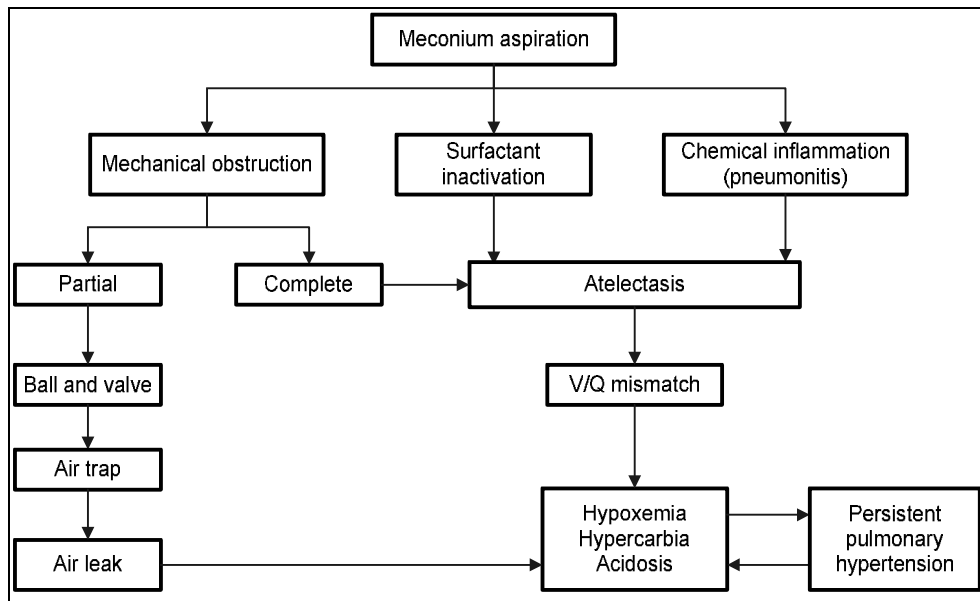 Meconium aspiration
Mechanical obstruction
Surfactant
inactivation
Chemical inflammation
(pneumonitis)
Partial
Complete
Atelectasis
Ball and valve
V/Q mismatch
Air trap
Hypoxemia
Hypercarbia
Acidosis
Persistent
pulmonary
hypertension
Air leak